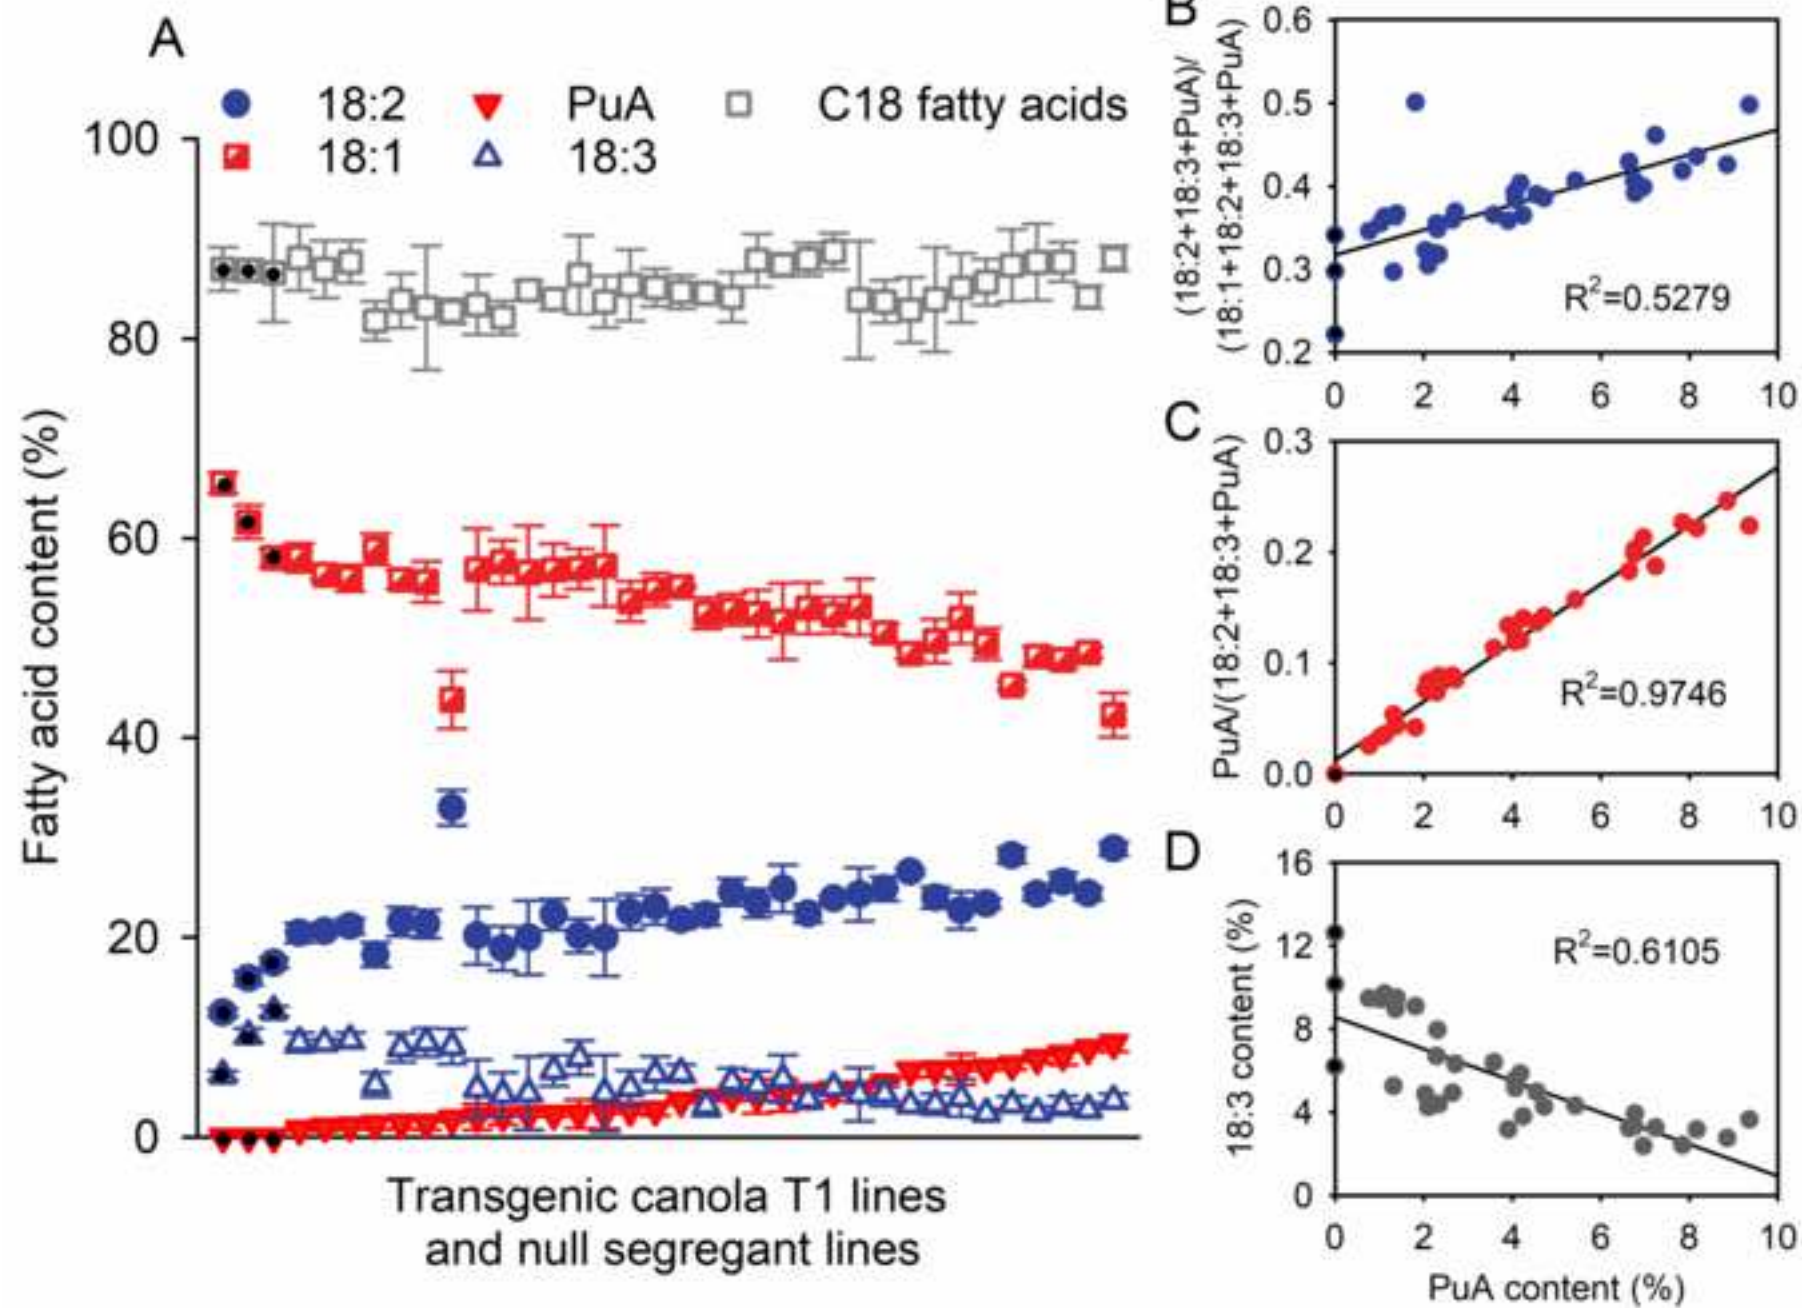 A
18:2 PuA C18 fatty acids
18:1 18:3
100
80
60
40
20
0
Fatty acid content (%)
Transgenic canola T1 lines
and null segregant lines
B
(18:2+18:3+PuA)/
(18:1+18:2+18:3+PuA)
0.6
0.5
0.4
0.3
0.2
R²=0.5279
0 2 4 6 8 10
C
PuA/(18:2+18:3+PuA)
0.3
0.2
0.1
0.0
R²=0.9746
0 2 4 6 8 10
D
18:3 content (%)
16
12
8
4
0
R²=0.6105
0 2 4 6 8 10
PuA content (%)